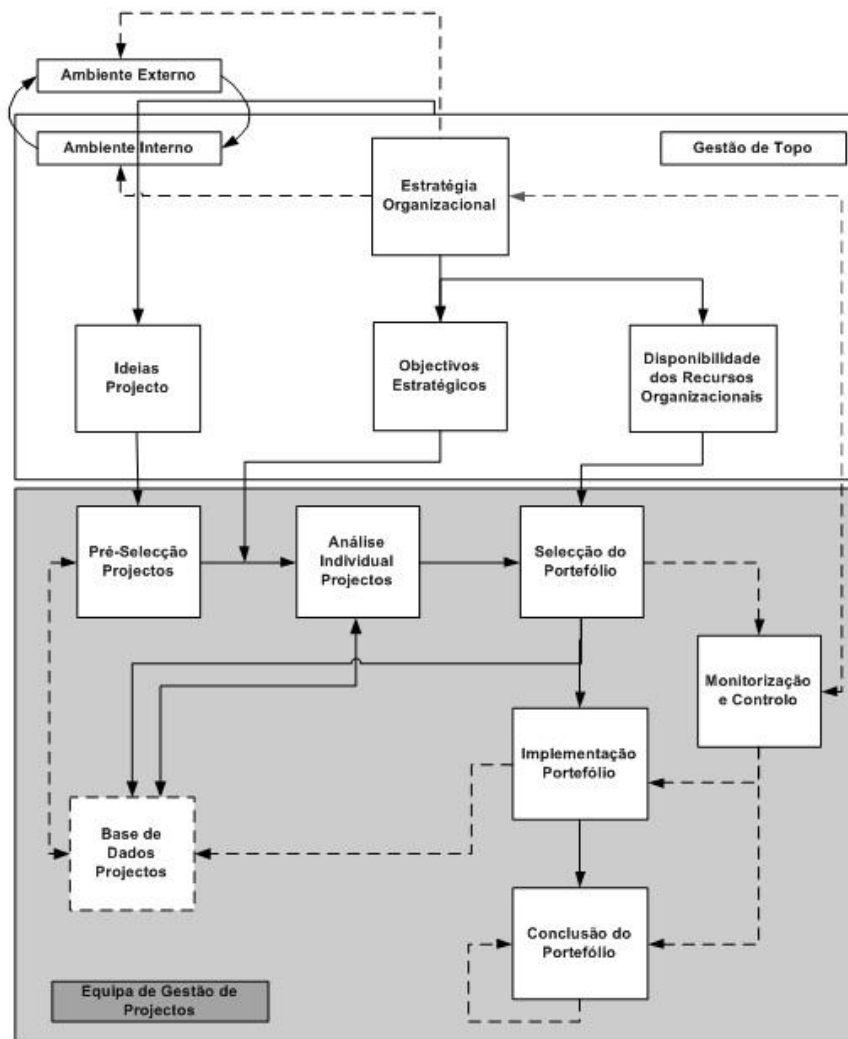 Ambiente Externo
Ambiente Interno
Gestão de Topo
Estratégia
Organizacional
Ideias
Projecto
Objectivos
Estratégicos
Disponibilidade
dos Recursos
Organizacionais
Pré-Selecção
Projectos
Análise
Individual
Projectos
Selecção do
Portefólio
Monitorização
e Controlo
Implementação
Portefólio
Base de
Dados
Projectos
Conclusão do
Portefólio
Equipa de Gestão de
Projectos